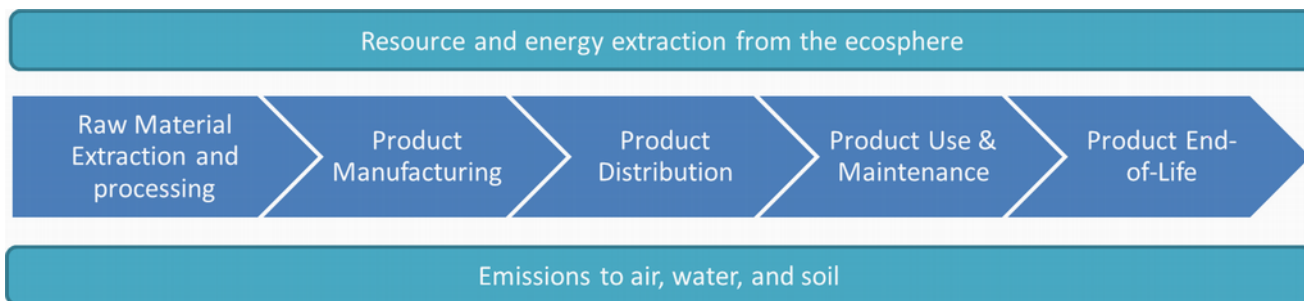 Resource and energy extraction from the ecosphere
Raw Material
Extraction and
processing
Product
Manufacturing
Product
Distribution
Product Use &
Maintenance
Product End-
of-Life
Emissions to air, water, and soil